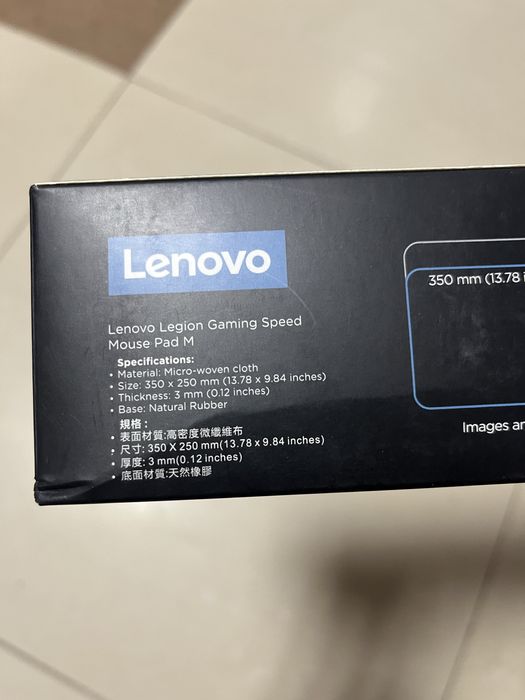 Lenovo
Lenovo Legion Gaming Speed
Mouse Pad M
Specifications:
• Material: Micro-woven cloth
• Size: 350 x 250 mm (13.78 x 9.84 inches)
• Thickness: 3 mm (0.12 inches)
• Base: Natural Rubber
規格：
• 表面材質:高密度微纖維布
• 尺寸: 350 X 250 mm(13.78 x 9.84 inches)
• 厚度: 3 mm(0.12 inches)
• 底面材質:天然橡膠
350 mm (13.78
Images